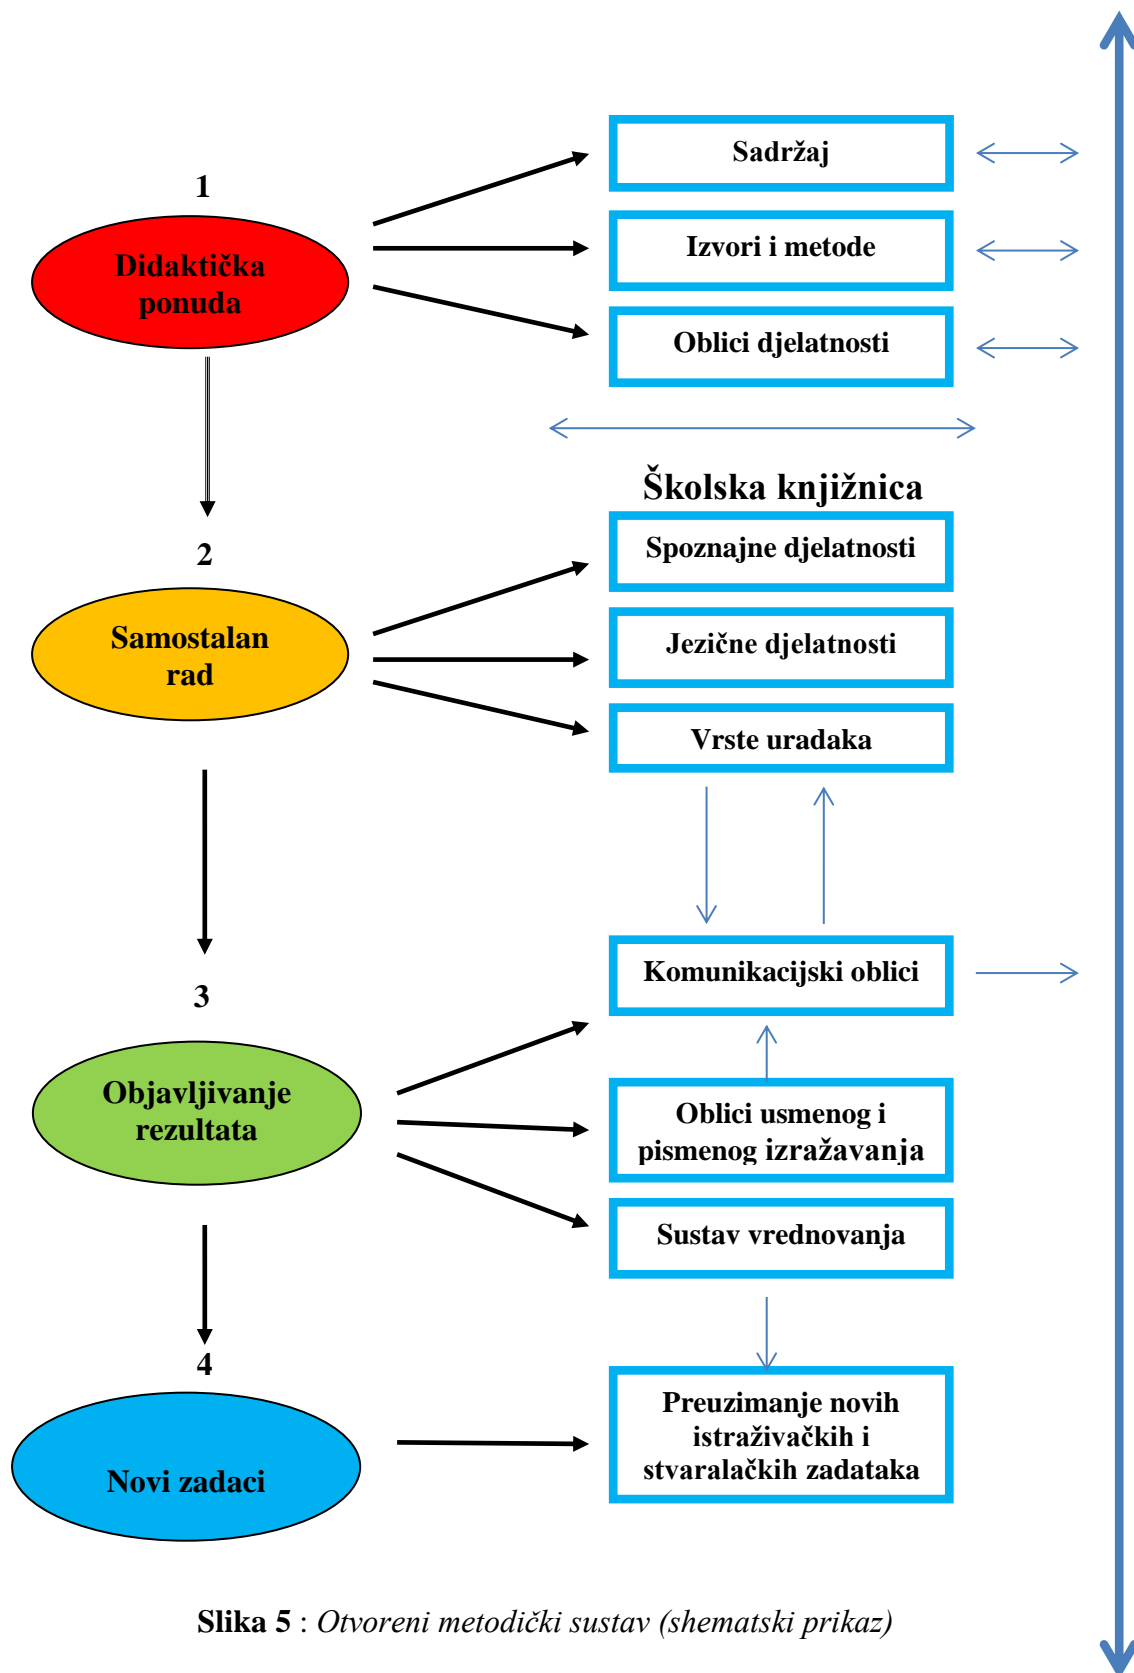 1
Didaktička
ponuda
Sadržaj
Izvori i metode
Oblici djelatnosti
Školska knjižnica
2
Samostalan
rad
Spoznajne djelatnosti
Jezične djelatnosti
Vrste uradaka
3
Objavljivanje
rezultata
Komunikacijski oblici
Oblici usmenog i
pismenog izražavanja
Sustav vrednovanja
4
Novi zadaci
Preuzimanje novih
istraživačkih i
stvaralačkih zadataka
Slika 5 : Otvoreni metodički sustav (shematski prikaz)